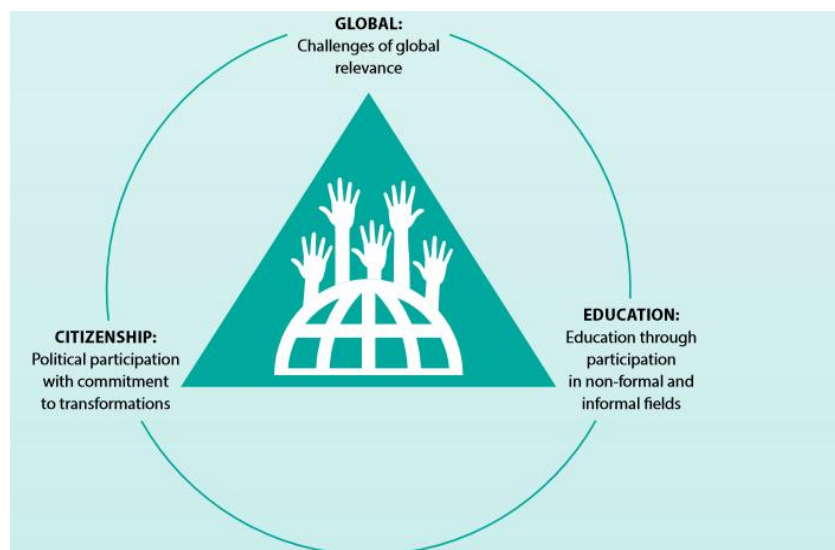 GLOBAL:
Challenges of global
relevance
CITIZENSHIP:
Political participation
with commitment
to transformations
EDUCATION:
Education through
participation
in non-formal and
informal fields